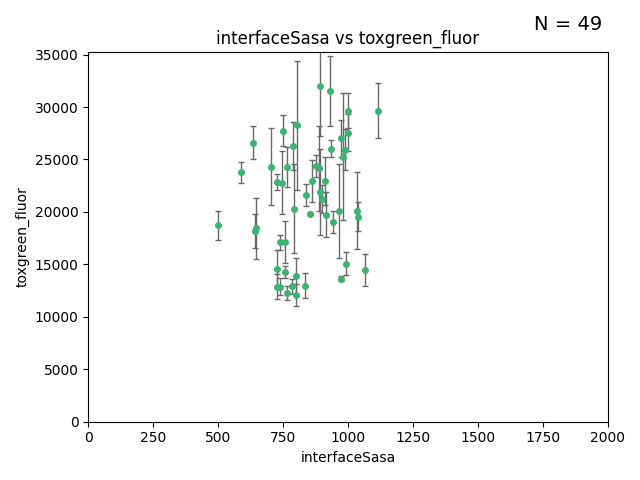 N = 49
interfaceSasa vs toxgreen_fluor
35000
30000
25000
20000
15000
10000
5000
0
toxgreen_fluor
0 250 500 750 1000 1250 1500 1750 2000
interfaceSasa